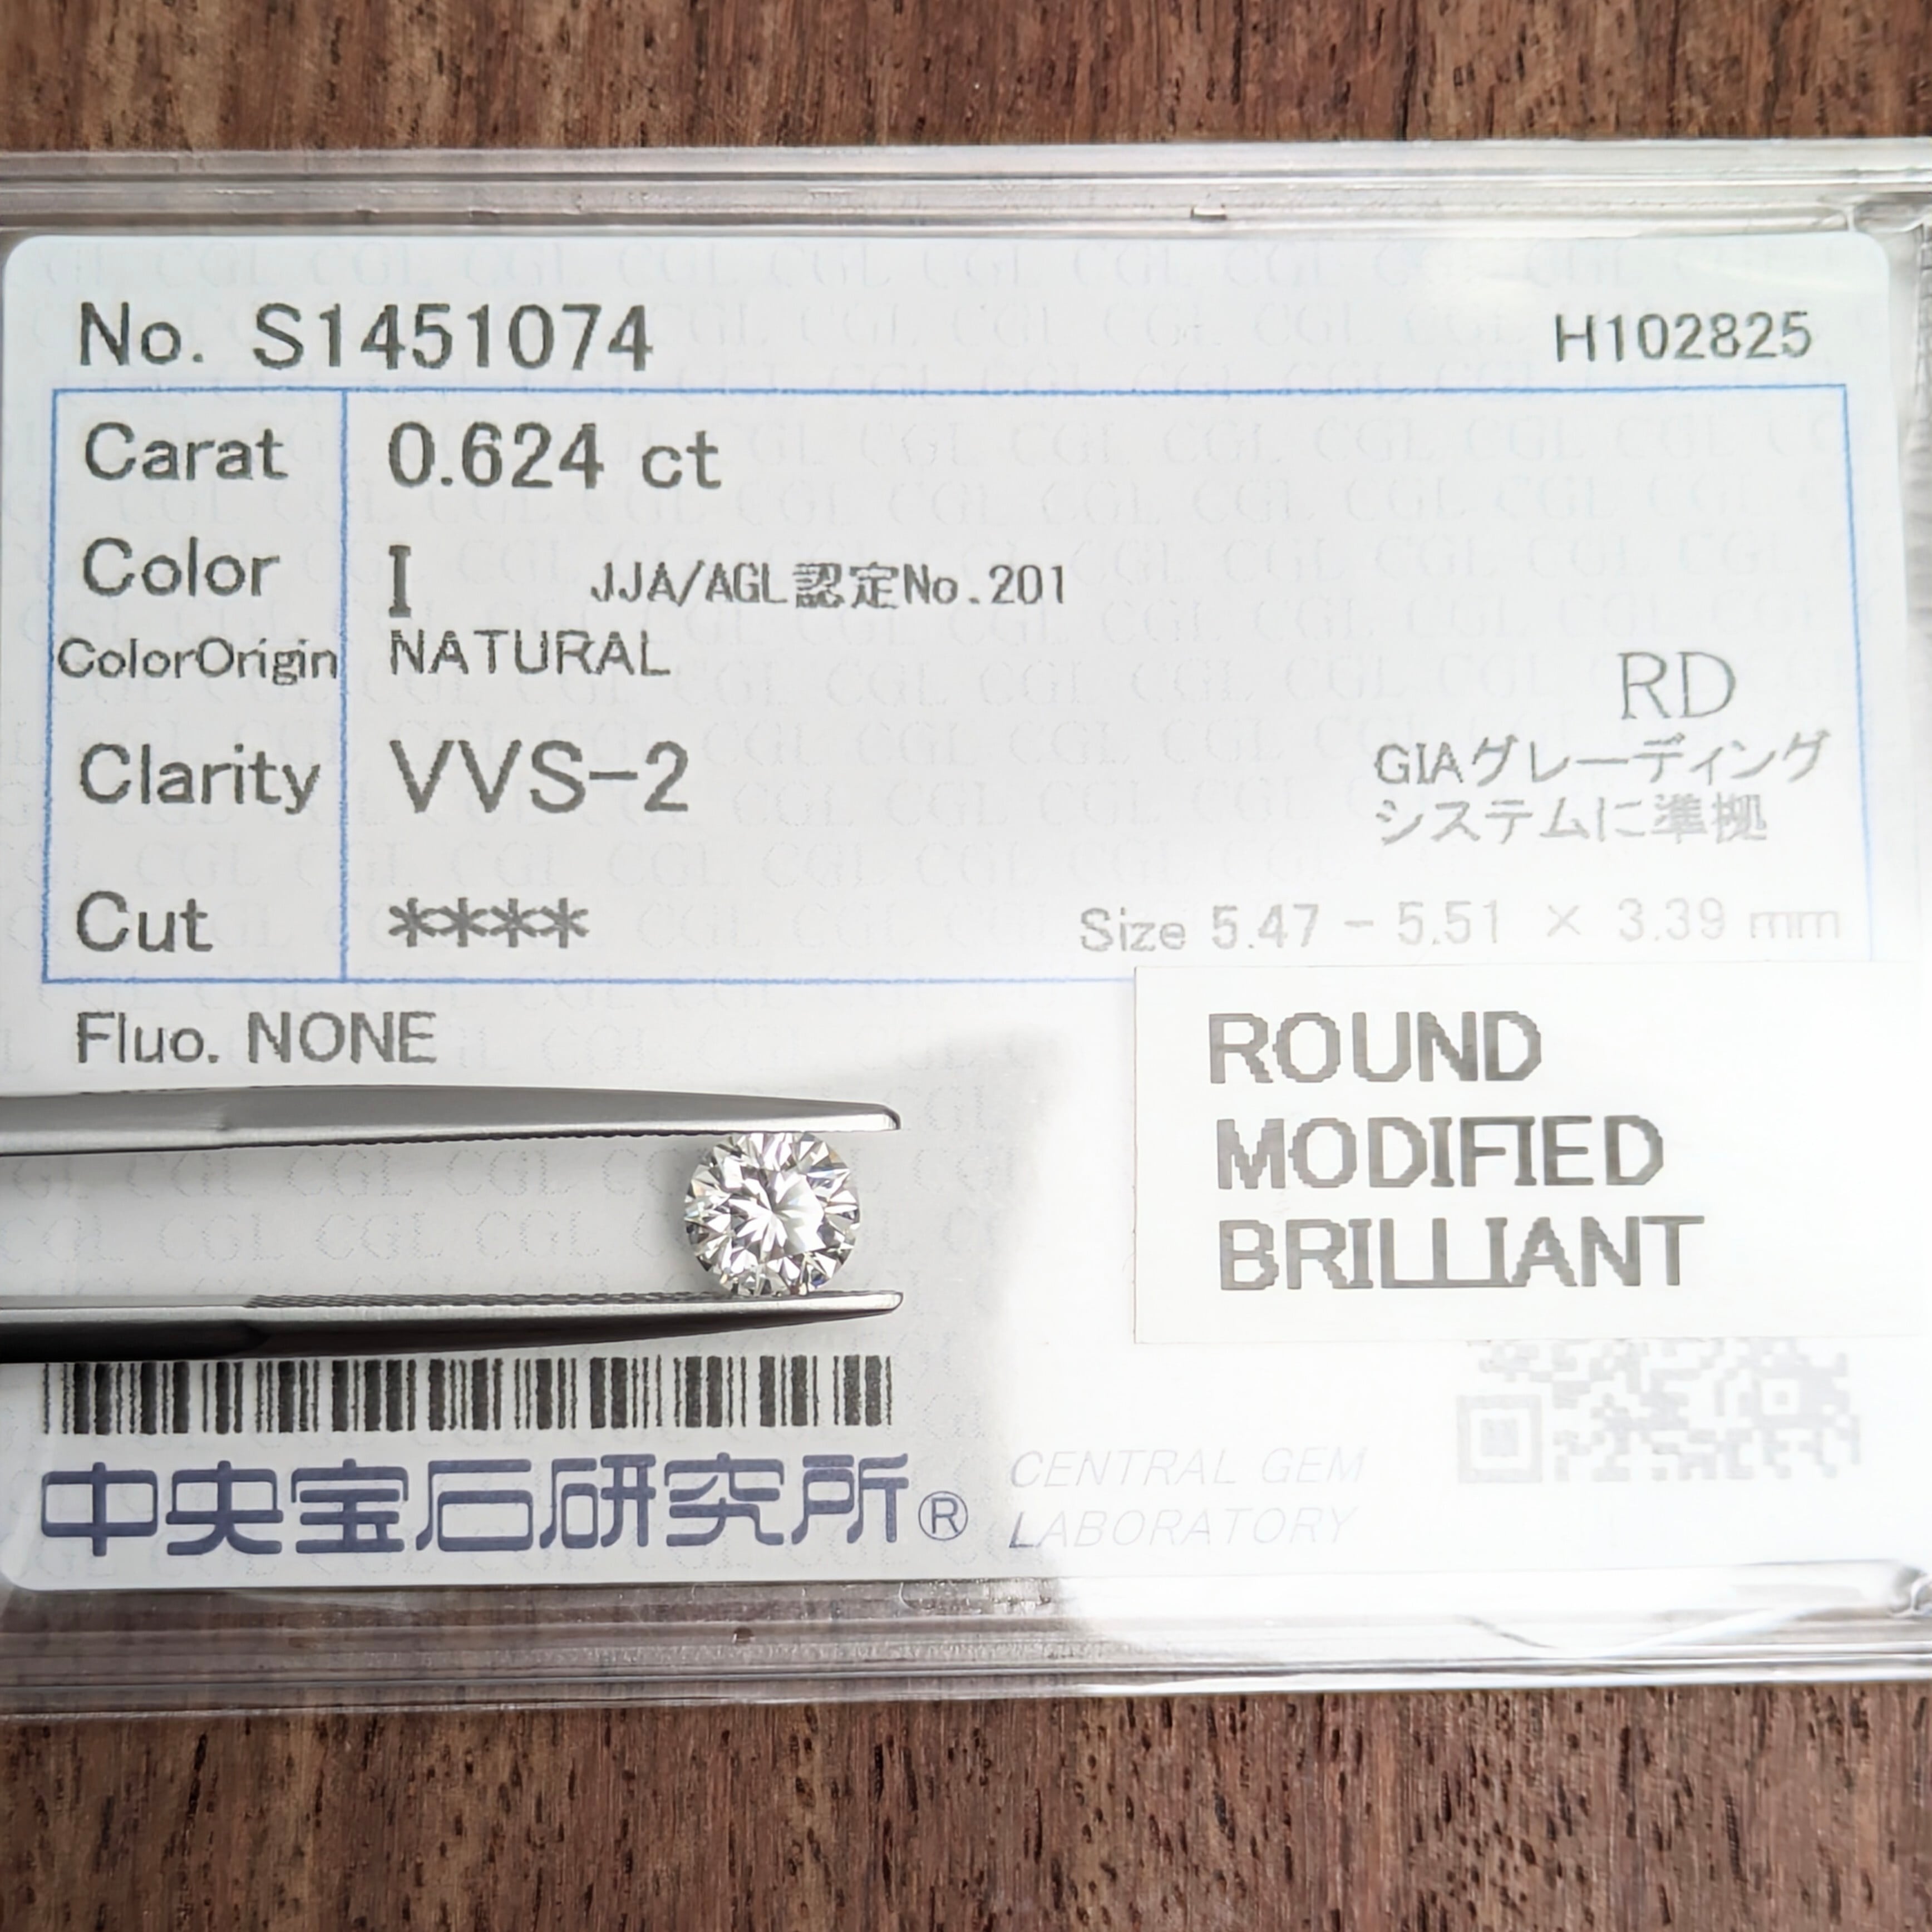 No. S1451074
H102825
Carat 0.624 ct
Color I JJA/AGL認定No.201
ColorOrigin NATURAL
RD
Clarity VVS-2
GIAグレーディング
システムに準拠
Cut ****
Size 5.47 - 5.51 × 3.39 mm
Fluo. NONE
ROUND
MODIFIED
BRILLIANT
中央宝石研究所®
CENTRAL GEM
LABORATORY